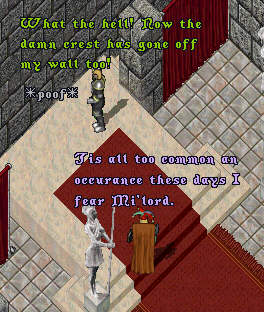 What the hell! Now the
damn crest has gone off
my wall too!
*poof*
Tis all too common an
occurance these days I
fear Mi'lord.